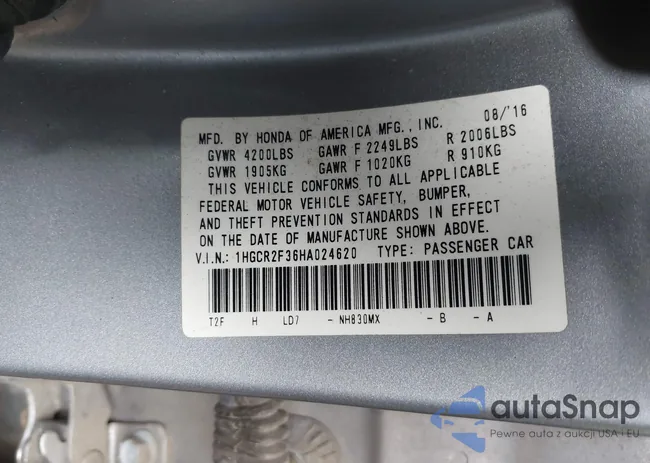 MFD. BY HONDA OF AMERICA MFG., INC. 08/'16
GVWR 4200LBS GAWR F 2249LBS R 2006LBS
GVWR 1905KG GAWR F 1020KG R 910KG
THIS VEHICLE CONFORMS TO ALL APPLICABLE
FEDERAL MOTOR VEHICLE SAFETY, BUMPER,
AND THEFT PREVENTION STANDARDS IN EFFECT
ON THE DATE OF MANUFACTURE SHOWN ABOVE.
V.I.N.: 1HGCR2F36HA024620 TYPE: PASSENGER CAR
T2F H LD7 - NH830MX - B - A
autaSnap
Pewne auta z aukcji USA i EU